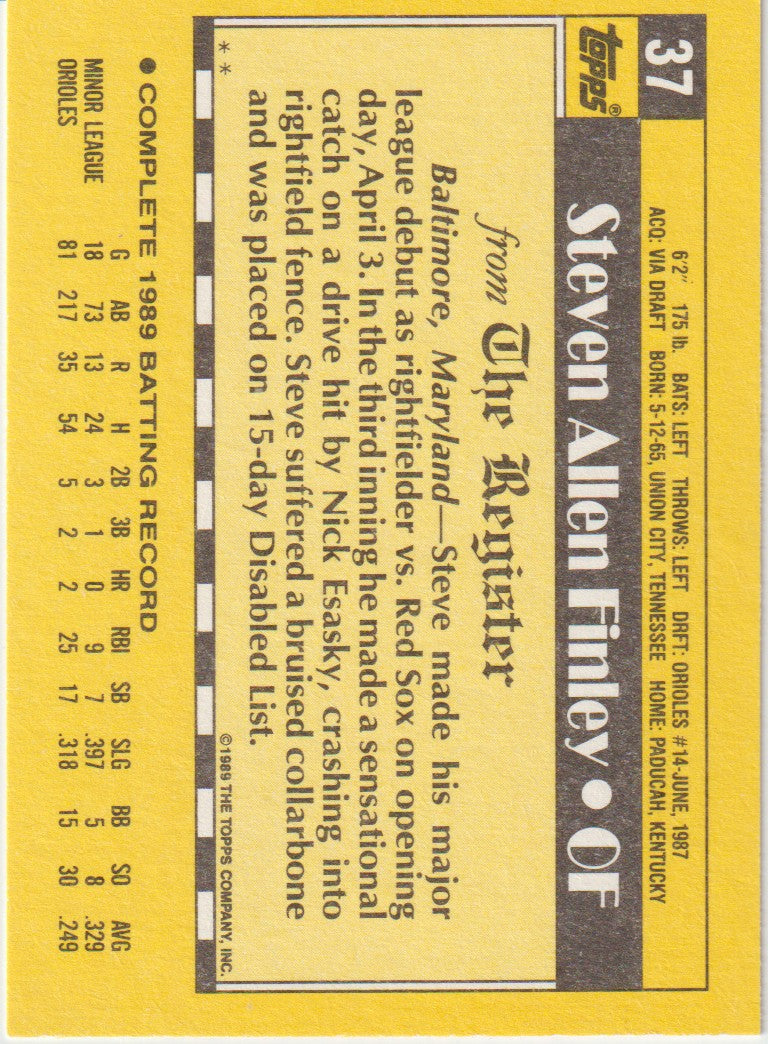 37
topps®
6'2" 175 lb. BATS: LEFT THROWS: LEFT DRFT: ORIOLES #14-JUNE, 1987
ACQ: VIA DRAFT BORN: 5-12-65, UNION CITY, TENNESSEE HOME: PADUCAH, KENTUCKY
Steven Allen Finley • OF
from The Register
Baltimore, Maryland—Steve made his major
league debut as rightfielder vs. Red Sox on opening
day, April 3. In the third inning he made a sensational
catch on a drive hit by Nick Esasky, crashing into
rightfield fence. Steve suffered a bruised collarbone
and was placed on 15-day Disabled List.
* * ©1989 THE TOPPS COMPANY, INC.
• COMPLETE 1989 BATTING RECORD
G AB R H 2B 3B HR RBI SB SLG BB SO AVG
MINOR LEAGUE 18 73 13 24 3 1 0 9 7 .397 5 8 .329
ORIOLES 81 217 35 54 5 2 2 25 17 .318 15 30 .249